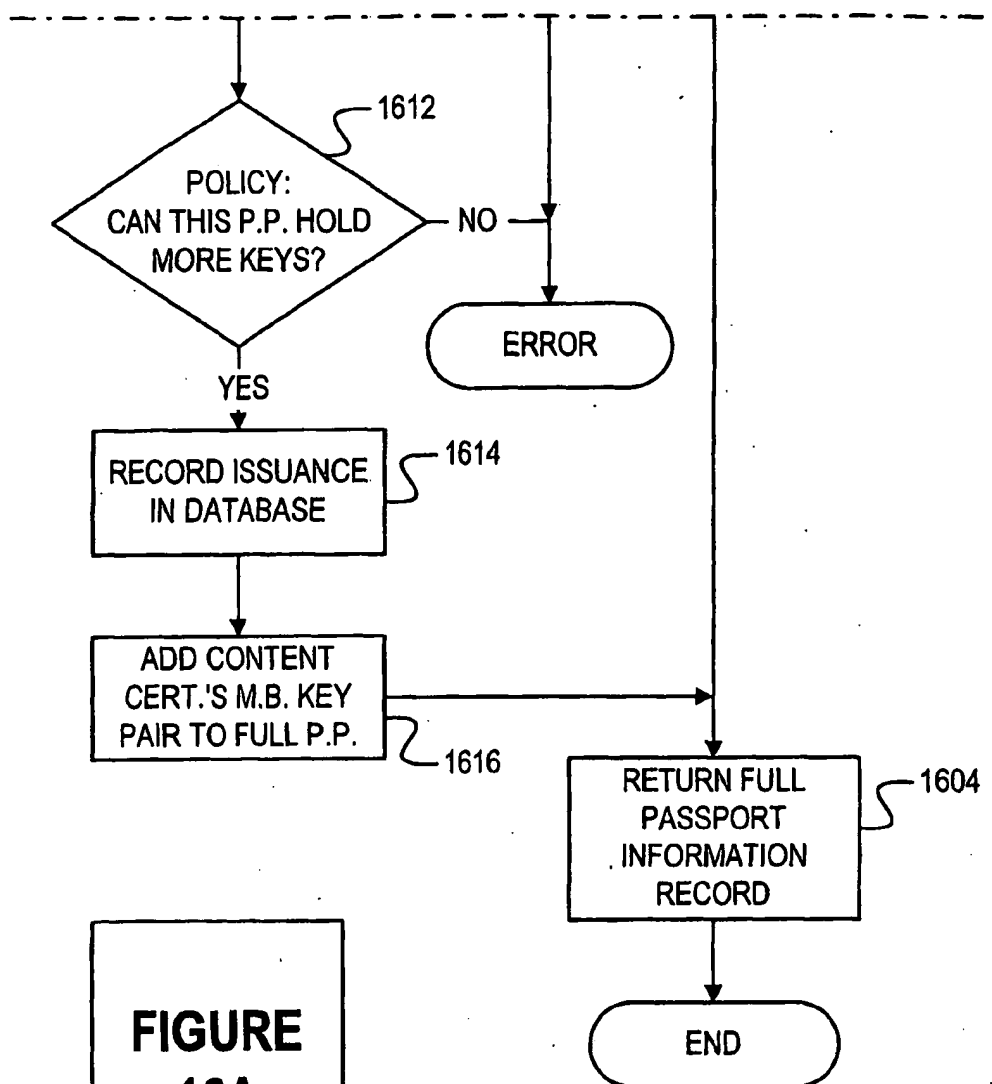 1612
POLICY:
CAN THIS P.P. HOLD
MORE KEYS?
NO
ERROR
YES
RECORD ISSUANCE
IN DATABASE
1614
ADD CONTENT
CERT.'S M.B. KEY
PAIR TO FULL P.P.
1616
RETURN FULL
PASSPORT
INFORMATION
RECORD
1604
END
FIGURE